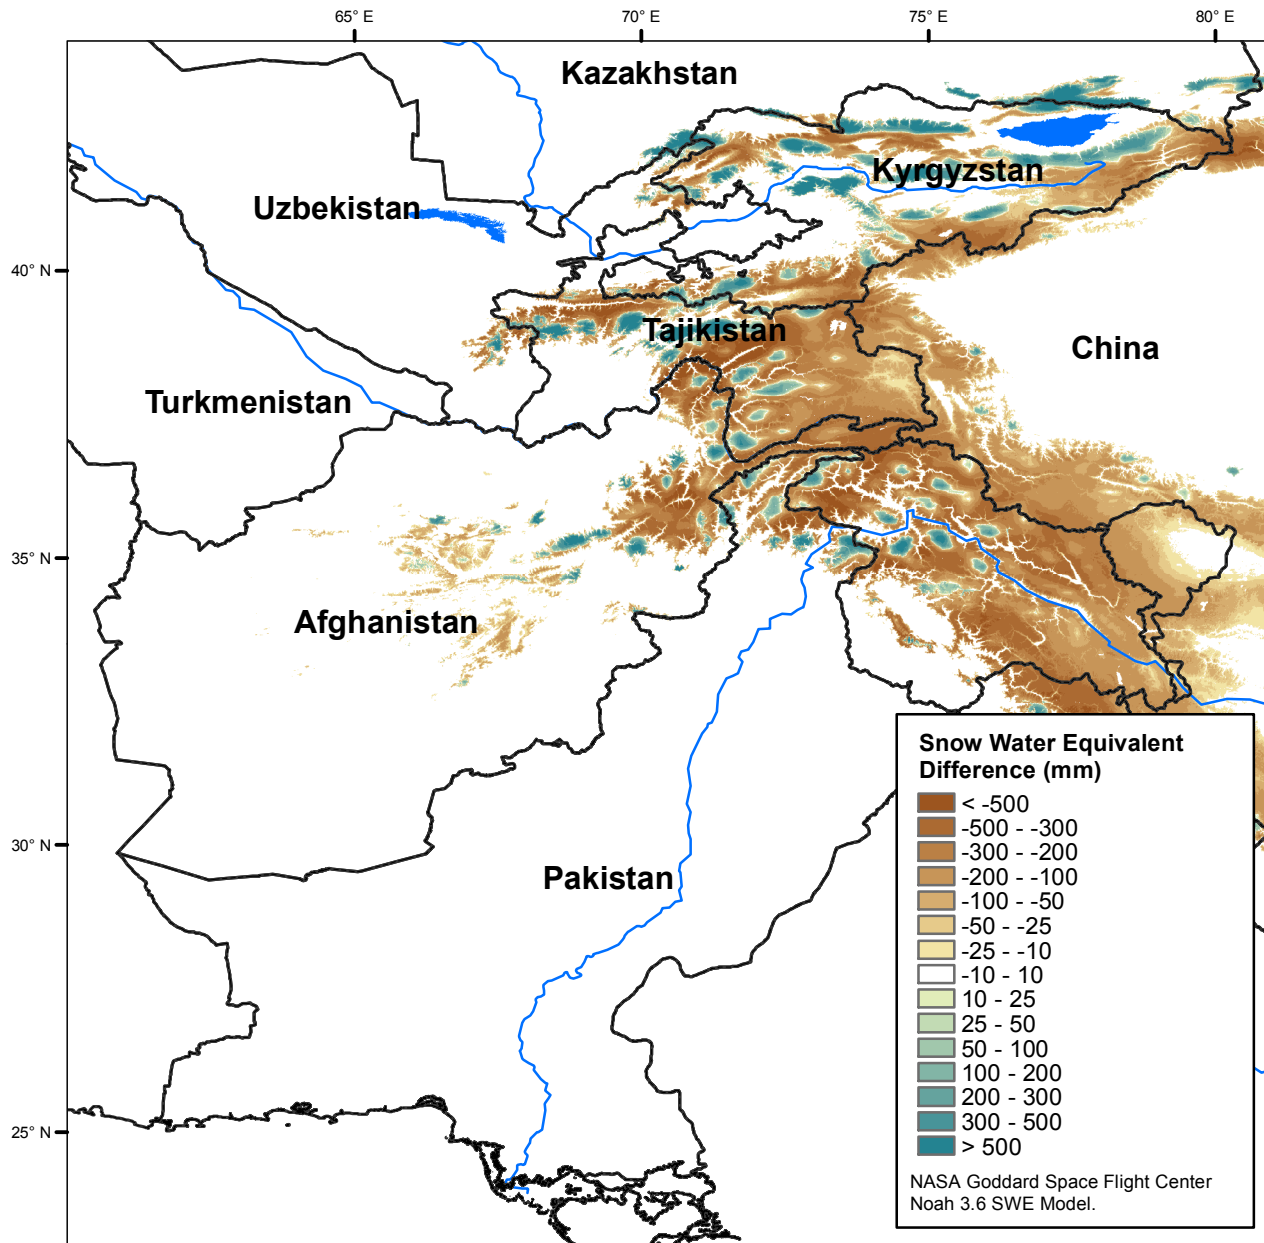 65° E
70° E
75° E
80° E
Kazakhstan
Kyrgyzstan
Uzbekistan
40° N
Tajikistan
China
Turkmenistan
35° N
Afghanistan
30° N
Pakistan
25° N
Snow Water Equivalent
Difference (mm)
< -500
-500 - -300
-300 - -200
-200 - -100
-100 - -50
-50 - -25
-25 - -10
-10 - 10
10 - 25
25 - 50
50 - 100
100 - 200
200 - 300
300 - 500
> 500
NASA Goddard Space Flight Center
Noah 3.6 SWE Model.